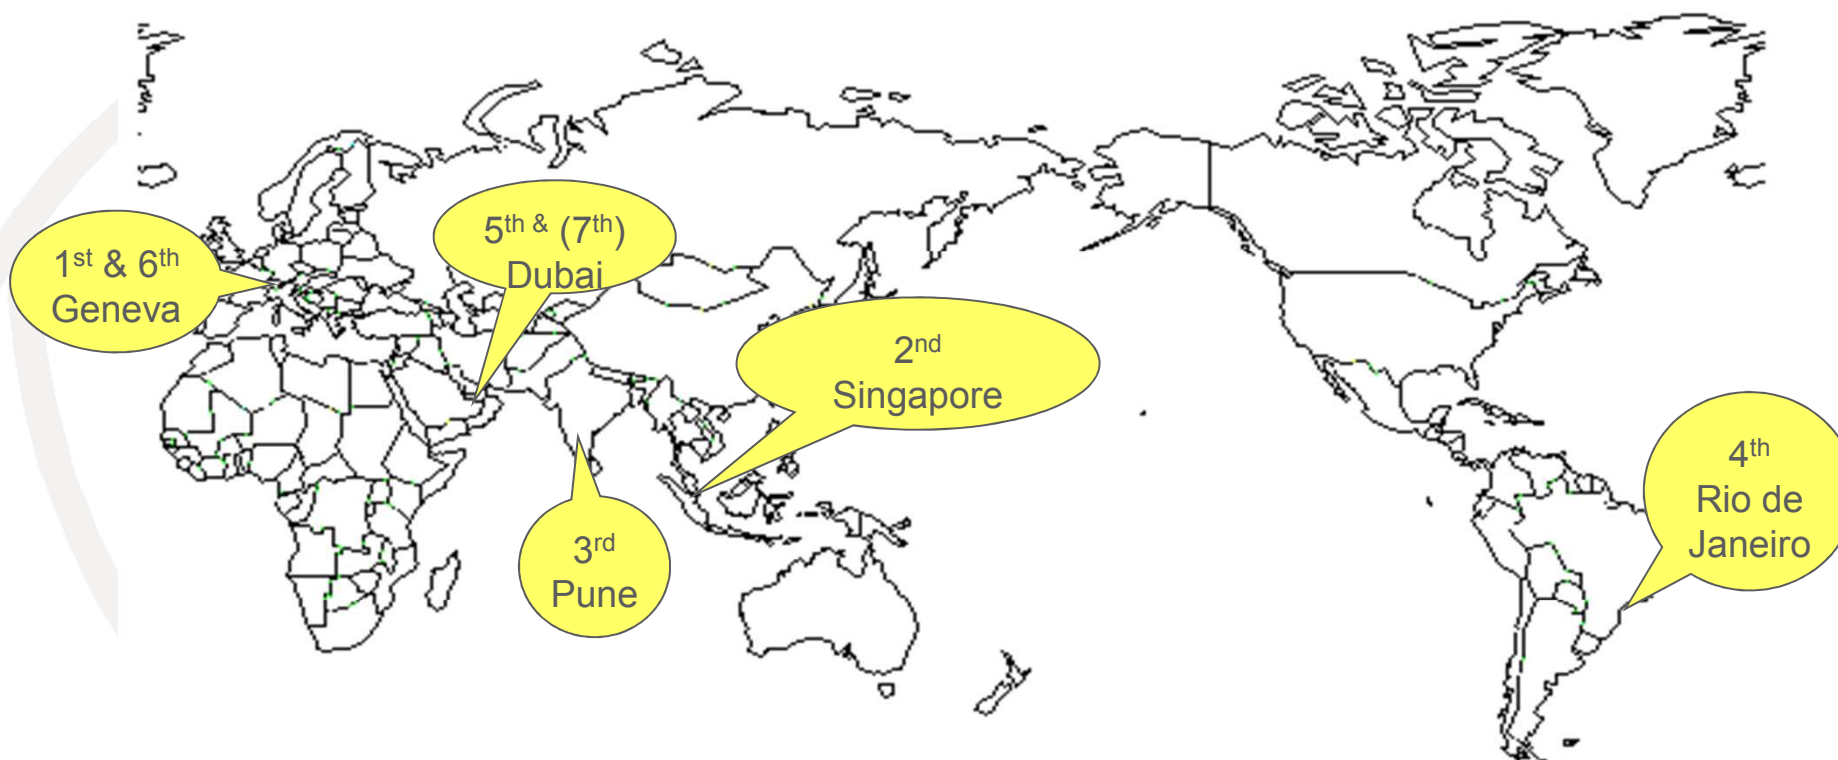 1st & 6th
Geneva
5th & (7th)
Dubai
2nd
Singapore
3rd
Pune
4th
Rio de
Janeiro